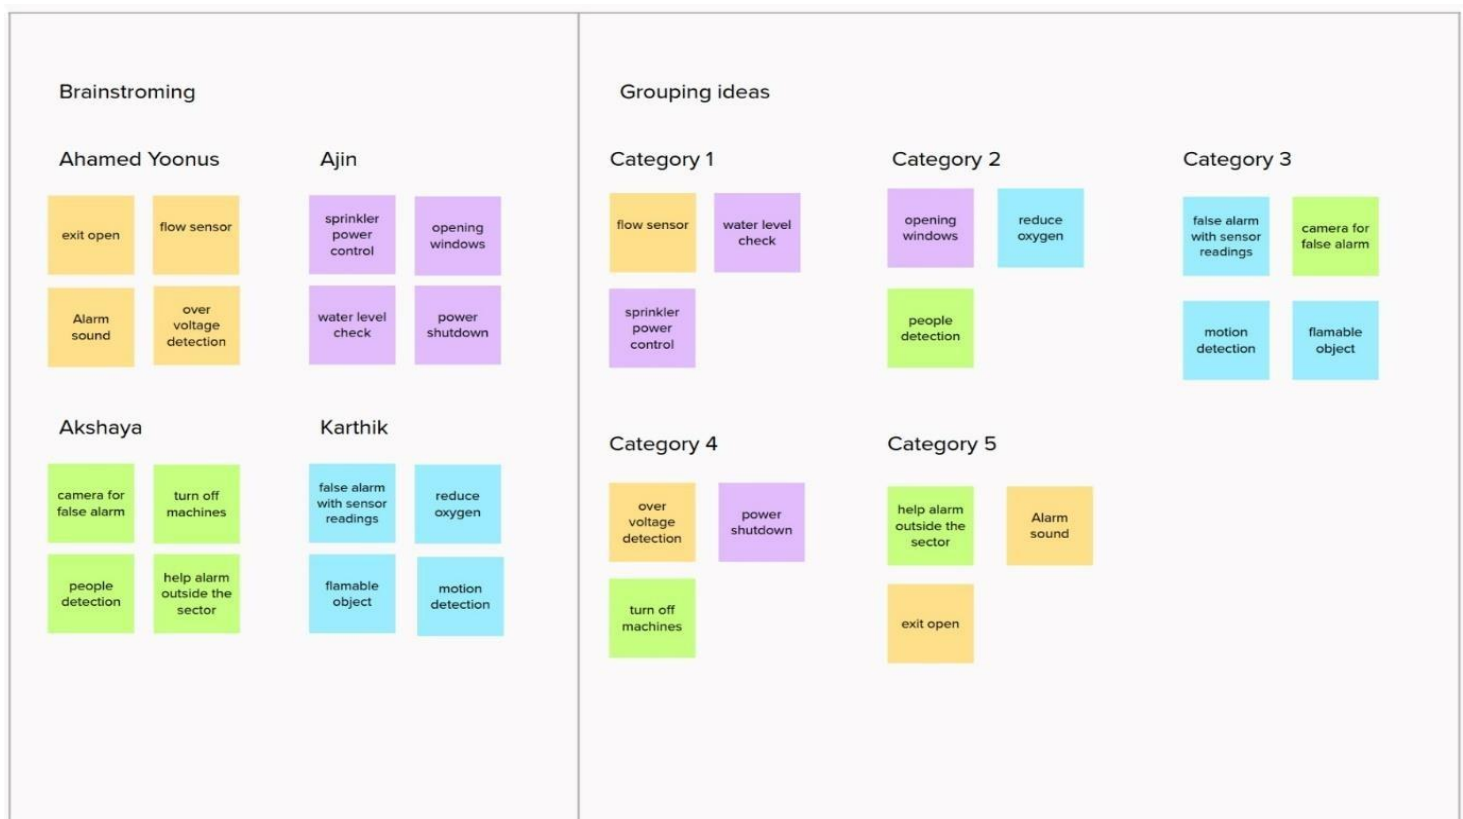 Brainstroming
Ahamed Yoonus
exit open
flow sensor
Alarm
sound
over
voltage
detection
Ajin
sprinkler
power
control
opening
windows
water level
check
power
shutdown
Akshaya
camera for
false alarm
turn off
machines
people
detection
help alarm
outside the
sector
Karthik
false alarm
with sensor
readings
reduce
oxygen
flamable
object
motion
detection
Grouping ideas
Category 1
flow sensor
water level
check
sprinkler
power
control
Category 2
opening
windows
reduce
oxygen
people
detection
Category 3
false alarm
with sensor
readings
camera for
false alarm
motion
detection
flamable
object
Category 4
over
voltage
detection
power
shutdown
turn off
machines
Category 5
help alarm
outside the
sector
Alarm
sound
exit open